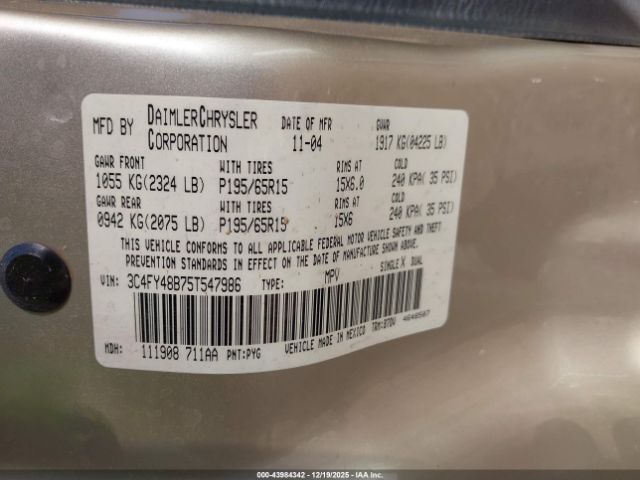 MFD BY DAIMLERCHRYSLER CORPORATION DATE OF MFR 11-04 GVWR 1917 KG(04225 LB)
GAWR FRONT WITH TIRES RIMS AT COLD
1055 KG(2324 LB) P195/65R15 15X6.0 240 KPA( 35 PSI)
GAWR REAR WITH TIRES RIMS AT COLD
0942 KG(2075 LB) P195/65R15 15X6 240 KPA( 35 PSI)
THIS VEHICLE CONFORMS TO ALL APPLICABLE FEDERAL MOTOR VEHICLE SAFETY AND THEFT
PREVENTION STANDARDS IN EFFECT ON THE DATE OF MANUFACTURE SHOWN ABOVE.
SINGLE X DUAL
VIN: 3C4FY48B75T547986 TYPE: MPV
VEHICLE MADE IN MEXICO
MDH: 111908 711AA PNT:PYG 4648507
000-43984342 | 12/19/2025 | IAAI.com